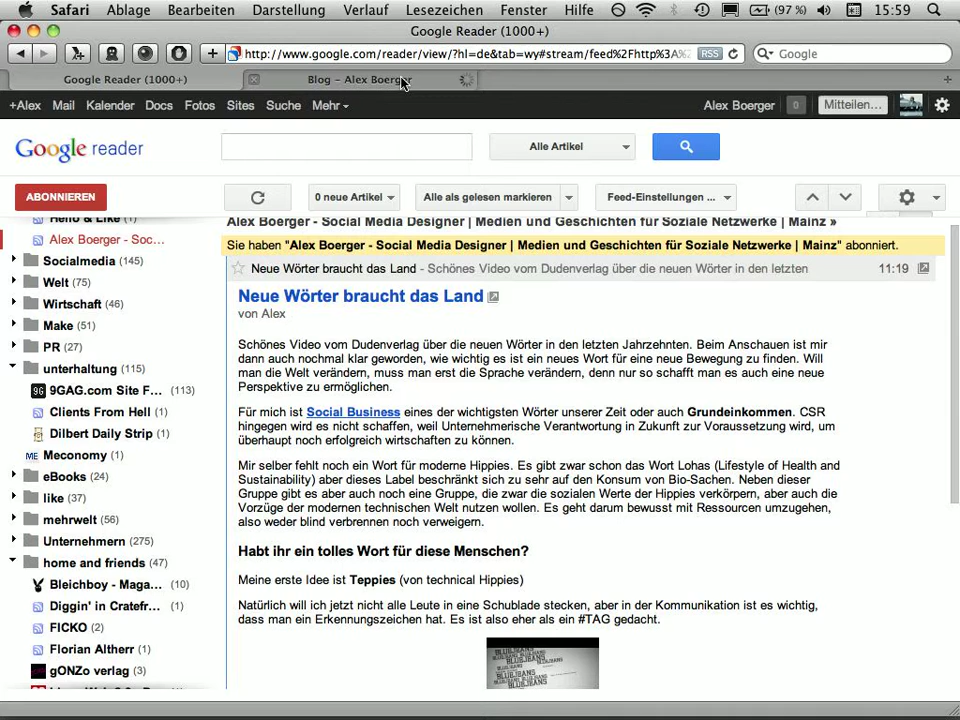 Safari Ablage Bearbeiten Darstellung Verlauf Lesezeichen Fenster Hilfe (97 %) 15:59
Google Reader (1000+)
http://www.google.com/reader/view/?hl=de&tab=wy#stream/feed%2Fhttp%3A% RSS Google
Google Reader (1000+) Blog – Alex Boerger
+Alex Mail Kalender Docs Fotos Sites Suche Mehr Alex Boerger 0 Mitteilen...
Google reader Alle Artikel
ABONNIEREN 0 neue Artikel Alle als gelesen markieren Feed-Einstellungen ...
Hello & Like (1)
Alex Boerger - Social Media Designer | Medien und Geschichten für Soziale Netzwerke | Mainz »
Alex Boerger - Soc...
Sie haben "Alex Boerger - Social Media Designer | Medien und Geschichten für Soziale Netzwerke | Mainz" abonniert.
Socialmedia (145)
Neue Wörter braucht das Land - Schönes Video vom Dudenverlag über die neuen Wörter in den letzten 11:19
Welt (75)
Wirtschaft (46)
Make (51)
PR (27)
unterhaltung (115)
96 9GAG.com Site F... (113)
Clients From Hell (1)
Dilbert Daily Strip (1)
ME Meconomy (1)
eBooks (24)
like (37)
mehrwelt (56)
Unternehmern (275)
home and friends (47)
Bleichboy - Maga... (10)
Diggin' in Cratefr... (1)
FICKO (2)
Florian Altherr (1)
gONZo verlag (3)
Neue Wörter braucht das Land
von Alex
Schönes Video vom Dudenverlag über die neuen Wörter in den letzten Jahrzehnten. Beim Anschauen ist mir
dann auch nochmal klar geworden, wie wichtig es ist ein neues Wort für eine neue Bewegung zu finden. Will
man die Welt verändern, muss man erst die Sprache verändern, denn nur so schafft man es auch eine neue
Perspektive zu ermöglichen.
Für mich ist Social Business eines der wichtigsten Wörter unserer Zeit oder auch Grundeinkommen. CSR
hingegen wird es nicht schaffen, weil Unternehmerische Verantwortung in Zukunft zur Voraussetzung wird, um
überhaupt noch erfolgreich wirtschaften zu können.
Mir selber fehlt noch ein Wort für moderne Hippies. Es gibt zwar schon das Wort Lohas (Lifestyle of Health and
Sustainability) aber dieses Label beschränkt sich zu sehr auf den Konsum von Bio-Sachen. Neben dieser
Gruppe gibt es aber auch noch eine Gruppe, die zwar die sozialen Werte der Hippies verkörpern, aber auch die
Vorzüge der modernen technischen Welt nutzen wollen. Es geht darum bewusst mit Ressourcen umzugehen,
also weder blind verbrennen noch verweigern.
Habt ihr ein tolles Wort für diese Menschen?
Meine erste Idee ist Teppies (von technical Hippies)
Natürlich will ich jetzt nicht alle Leute in eine Schublade stecken, aber in der Kommunikation ist es wichtig,
dass man ein Erkennungszeichen hat. Es ist also eher als ein #TAG gedacht.